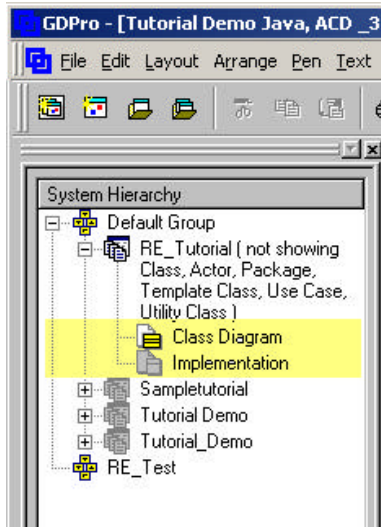 GDPro - [Tutorial Demo Java, ACD _3
File Edit Layout Arrange Pen Text
System Hierarchy
Default Group
RE_Tutorial ( not showing
Class, Actor, Package,
Template Class, Use Case,
Utility Class )
Class Diagram
Implementation
Sampletutorial
Tutorial Demo
Tutorial_Demo
RE_Test